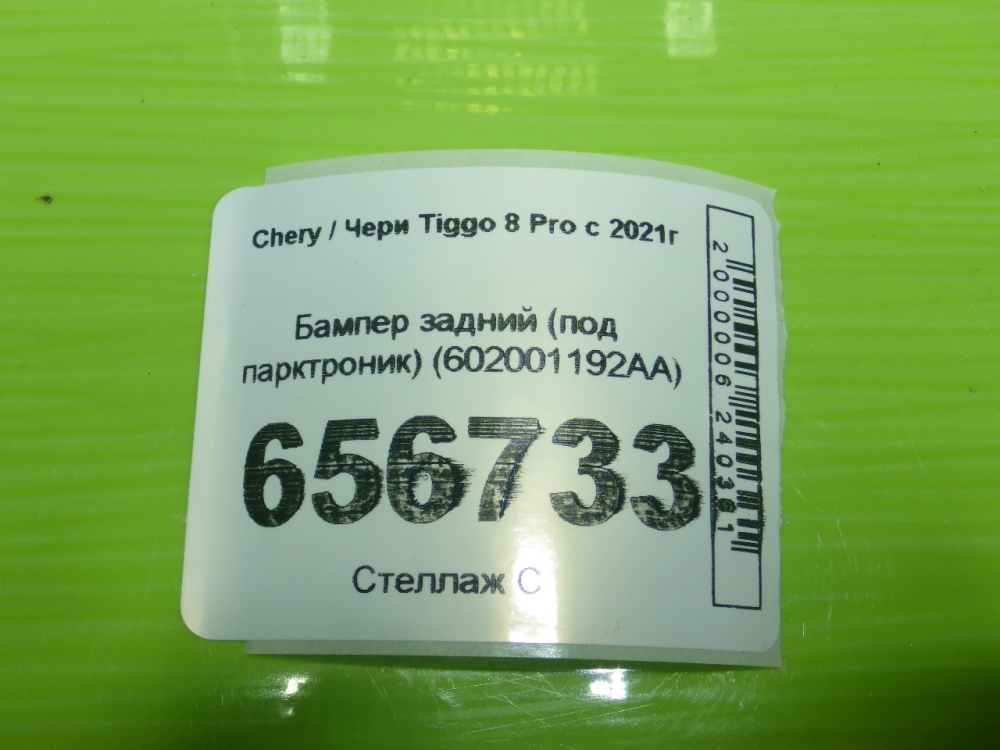 Chery / Чери Tiggo 8 Pro с 2021г
Бампер задний (под
парктроник) (602001192AA)
656733
Стеллаж С
2000006240361